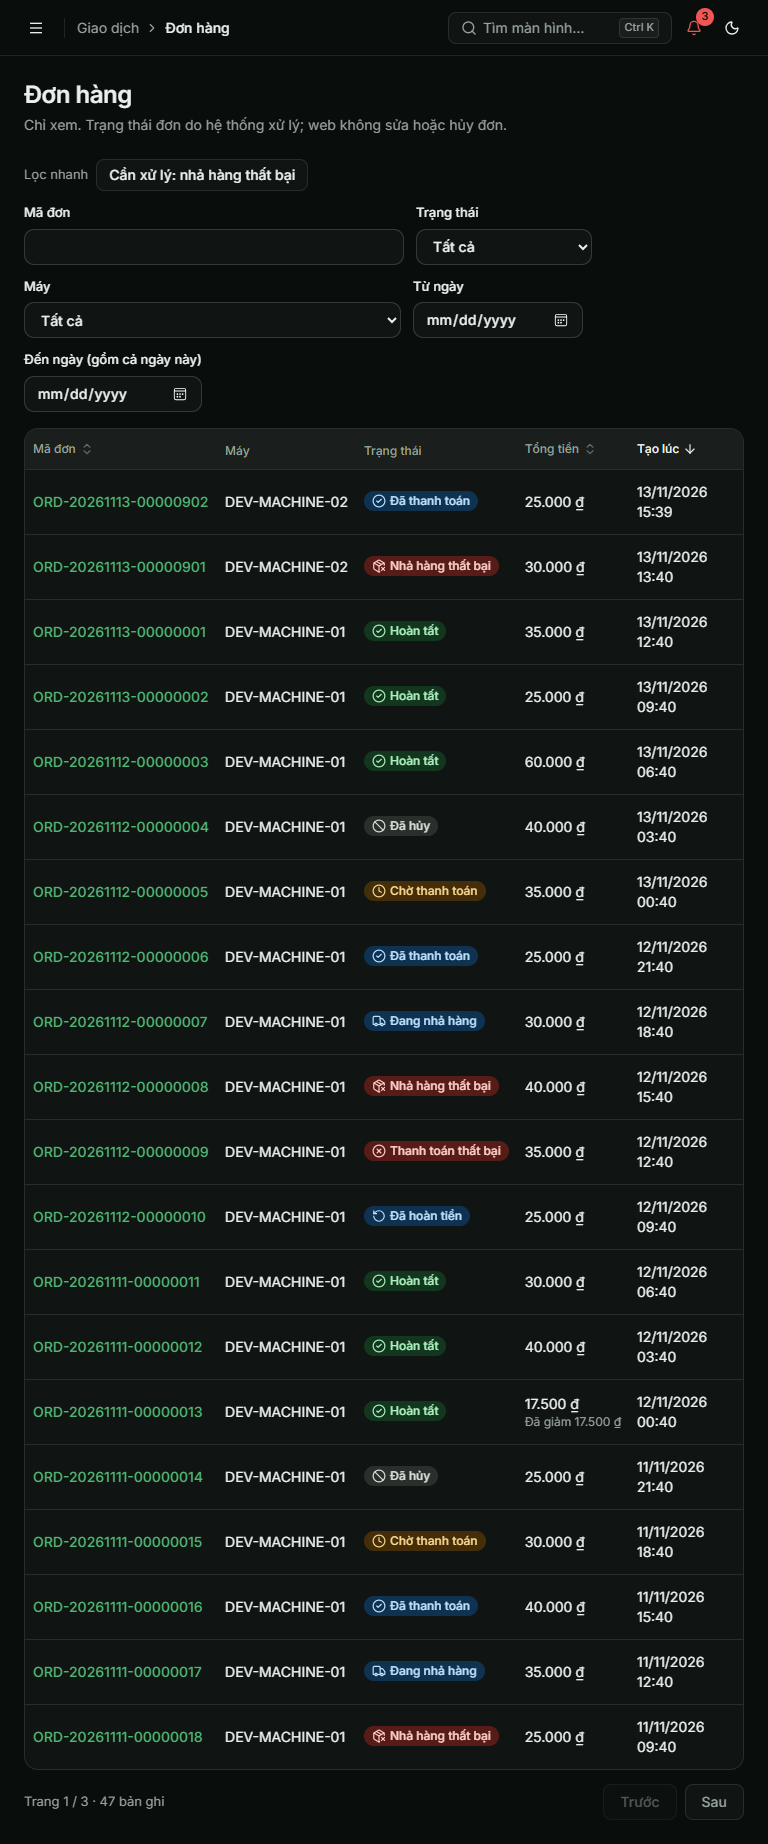 Giao dịch > Đơn hàng
Tìm màn hình... Ctrl K 3
Đơn hàng
Chỉ xem. Trạng thái đơn do hệ thống xử lý; web không sửa hoặc hủy đơn.
Lọc nhanh Cần xử lý: nhả hàng thất bại
Mã đơn Trạng thái
Tất cả
Máy Từ ngày
Tất cả mm/dd/yyyy
Đến ngày (gồm cả ngày này)
mm/dd/yyyy
Mã đơn Máy Trạng thái Tổng tiền Tạo lúc
ORD-20261113-00000902 DEV-MACHINE-02 Đã thanh toán 25.000 ₫ 13/11/2026
15:39
ORD-20261113-00000901 DEV-MACHINE-02 Nhả hàng thất bại 30.000 ₫ 13/11/2026
13:40
ORD-20261113-00000001 DEV-MACHINE-01 Hoàn tất 35.000 ₫ 13/11/2026
12:40
ORD-20261113-00000002 DEV-MACHINE-01 Hoàn tất 25.000 ₫ 13/11/2026
09:40
ORD-20261112-00000003 DEV-MACHINE-01 Hoàn tất 60.000 ₫ 13/11/2026
06:40
ORD-20261112-00000004 DEV-MACHINE-01 Đã hủy 40.000 ₫ 13/11/2026
03:40
ORD-20261112-00000005 DEV-MACHINE-01 Chờ thanh toán 35.000 ₫ 13/11/2026
00:40
ORD-20261112-00000006 DEV-MACHINE-01 Đã thanh toán 25.000 ₫ 12/11/2026
21:40
ORD-20261112-00000007 DEV-MACHINE-01 Đang nhả hàng 30.000 ₫ 12/11/2026
18:40
ORD-20261112-00000008 DEV-MACHINE-01 Nhả hàng thất bại 40.000 ₫ 12/11/2026
15:40
ORD-20261112-00000009 DEV-MACHINE-01 Thanh toán thất bại 35.000 ₫ 12/11/2026
12:40
ORD-20261112-00000010 DEV-MACHINE-01 Đã hoàn tiền 25.000 ₫ 12/11/2026
09:40
ORD-20261111-00000011 DEV-MACHINE-01 Hoàn tất 30.000 ₫ 12/11/2026
06:40
ORD-20261111-00000012 DEV-MACHINE-01 Hoàn tất 40.000 ₫ 12/11/2026
03:40
ORD-20261111-00000013 DEV-MACHINE-01 Hoàn tất 17.500 ₫ 12/11/2026
Đã giảm 17.500 ₫ 00:40
ORD-20261111-00000014 DEV-MACHINE-01 Đã hủy 25.000 ₫ 11/11/2026
21:40
ORD-20261111-00000015 DEV-MACHINE-01 Chờ thanh toán 30.000 ₫ 11/11/2026
18:40
ORD-20261111-00000016 DEV-MACHINE-01 Đã thanh toán 40.000 ₫ 11/11/2026
15:40
ORD-20261111-00000017 DEV-MACHINE-01 Đang nhả hàng 35.000 ₫ 11/11/2026
12:40
ORD-20261111-00000018 DEV-MACHINE-01 Nhả hàng thất bại 25.000 ₫ 11/11/2026
09:40
Trang 1 / 3 · 47 bản ghi Trước Sau